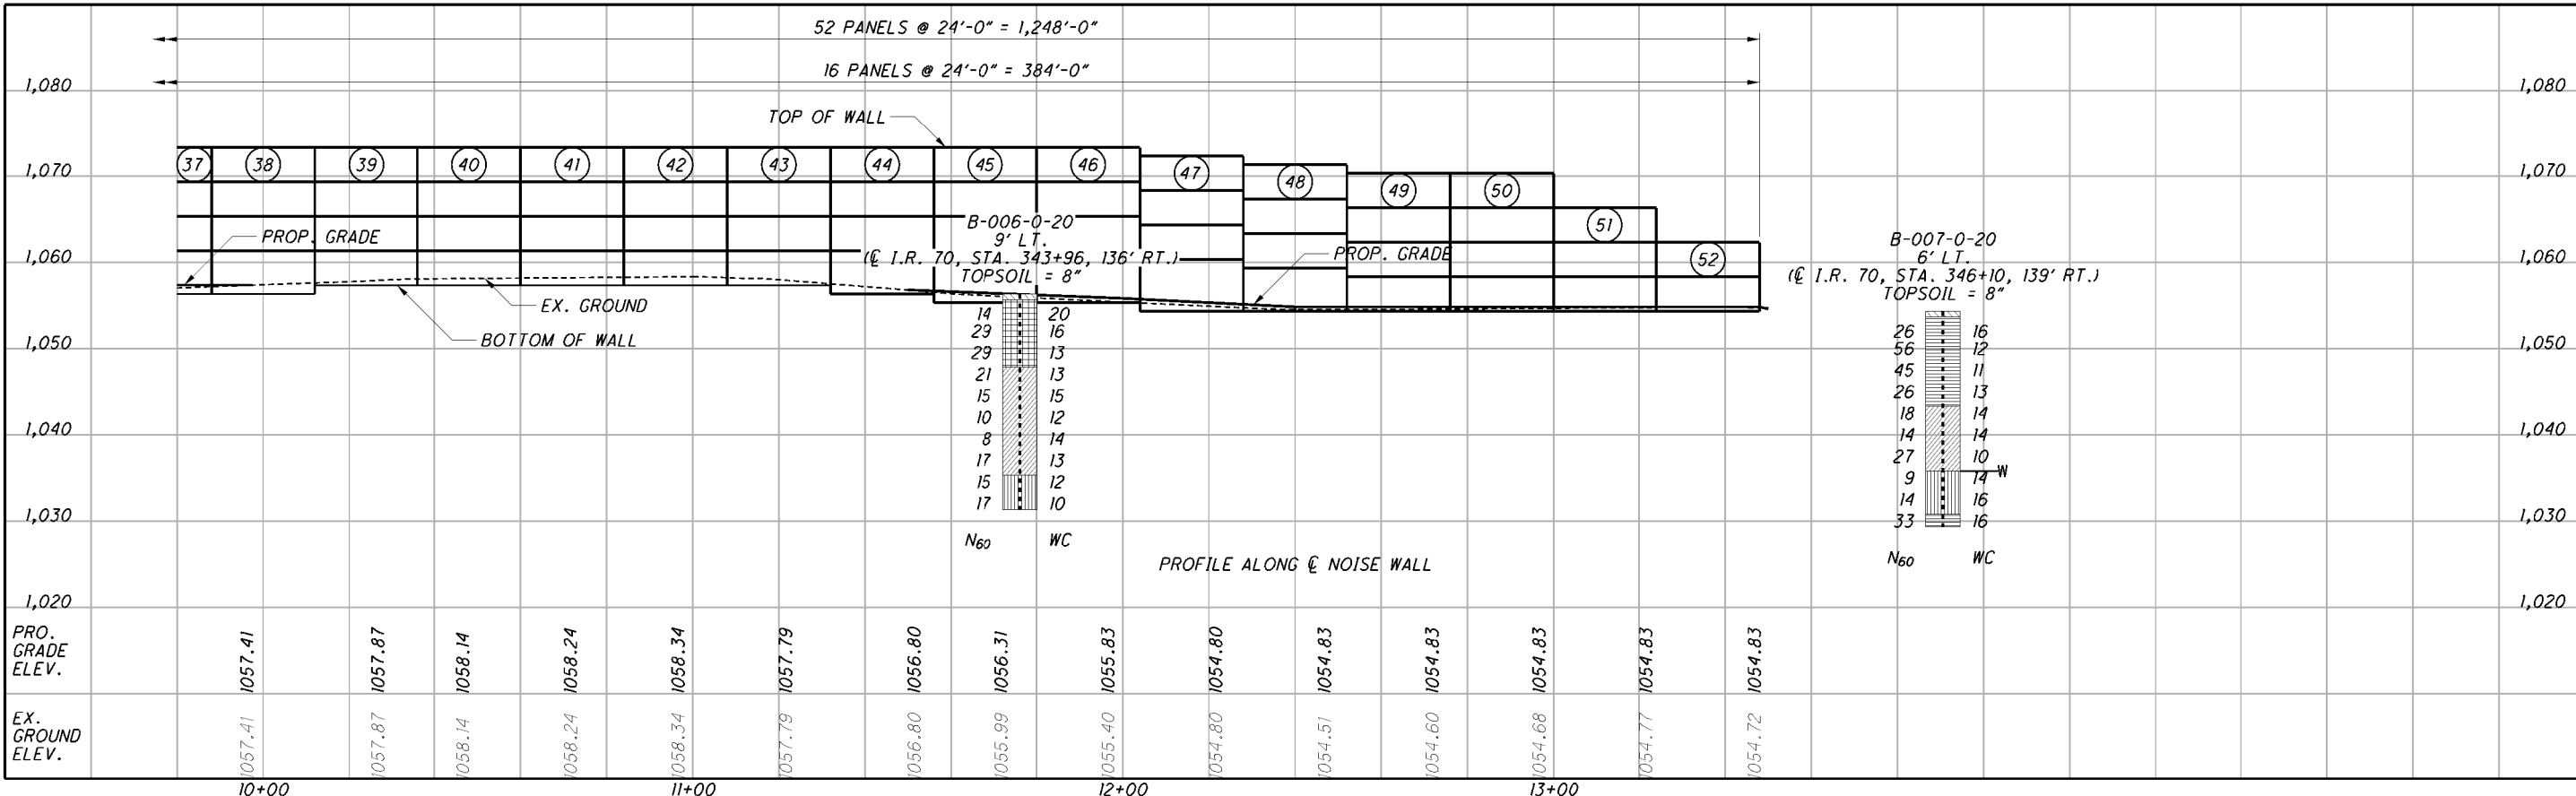 52 PANELS @ 24'-0" = 1,248'-0"
16 PANELS @ 24'-0" = 384'-0"
1,080 1,080
TOP OF WALL
37 38 39 40 41 42 43 44 45 46 47 48 49 50 51 52
1,070 1,070
PROP. GRADE
1,060 1,060
EX. GROUND
BOTTOM OF WALL
B-006-0-20
9' LT.
(℄ I.R. 70, STA. 343+96, 136' RT.)
TOPSOIL = 8"
PROP. GRADE
14 20
29 16
29 13
21 13
15 15
10 12
8 14
17 13
15 12
17 10
N60 WC
B-007-0-20
6' LT.
(℄ I.R. 70, STA. 346+10, 139' RT.)
TOPSOIL = 8"
26 16
56 12
45 11
26 13
18 14
14 14
27 10
W
9 14
14 16
33 16
N60 WC
1,050 1,050
1,040 1,040
1,030 1,030
PROFILE ALONG ℄ NOISE WALL
1,020 1,020
PRO.
GRADE
ELEV.
1057.41 1057.87 1058.14 1058.24 1058.34 1057.79 1056.80 1056.31 1055.83 1054.80 1054.83 1054.83 1054.83 1054.83 1054.83
EX.
GROUND
ELEV.
1057.41 1057.87 1058.14 1058.24 1058.34 1057.79 1056.80 1055.99 1055.40 1054.80 1054.51 1054.60 1054.68 1054.77 1054.72
10+00 11+00 12+00 13+00